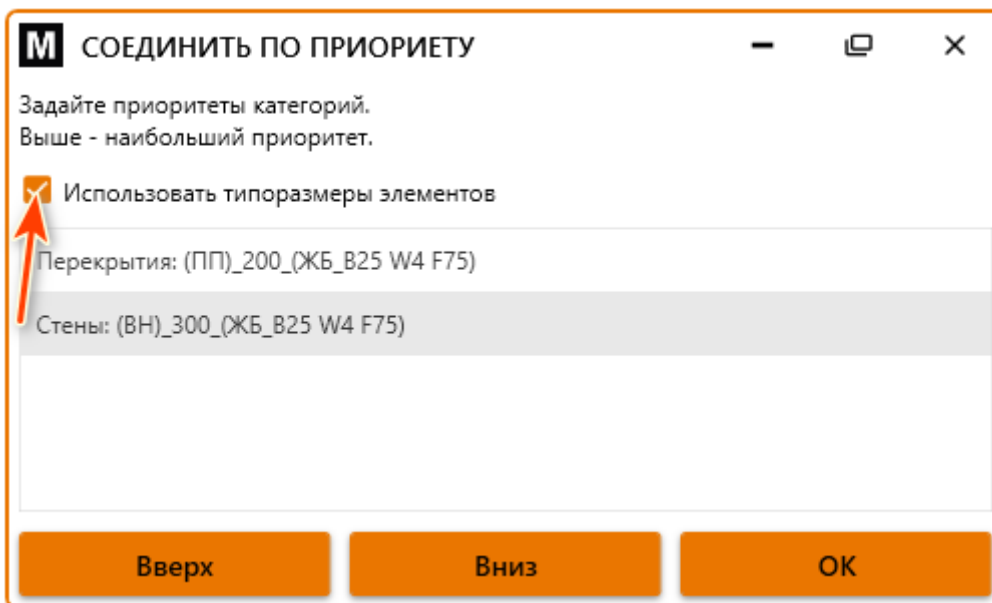 M СОЕДИНИТЬ ПО ПРИОРИЕТУ
Задайте приоритеты категорий.
Выше - наибольший приоритет.
Использовать типоразмеры элементов
Перекрытия: (ПП)_200_(ЖБ_В25 W4 F75)
Стены: (ВН)_300_(ЖБ_В25 W4 F75)
Вверх
Вниз
ОК